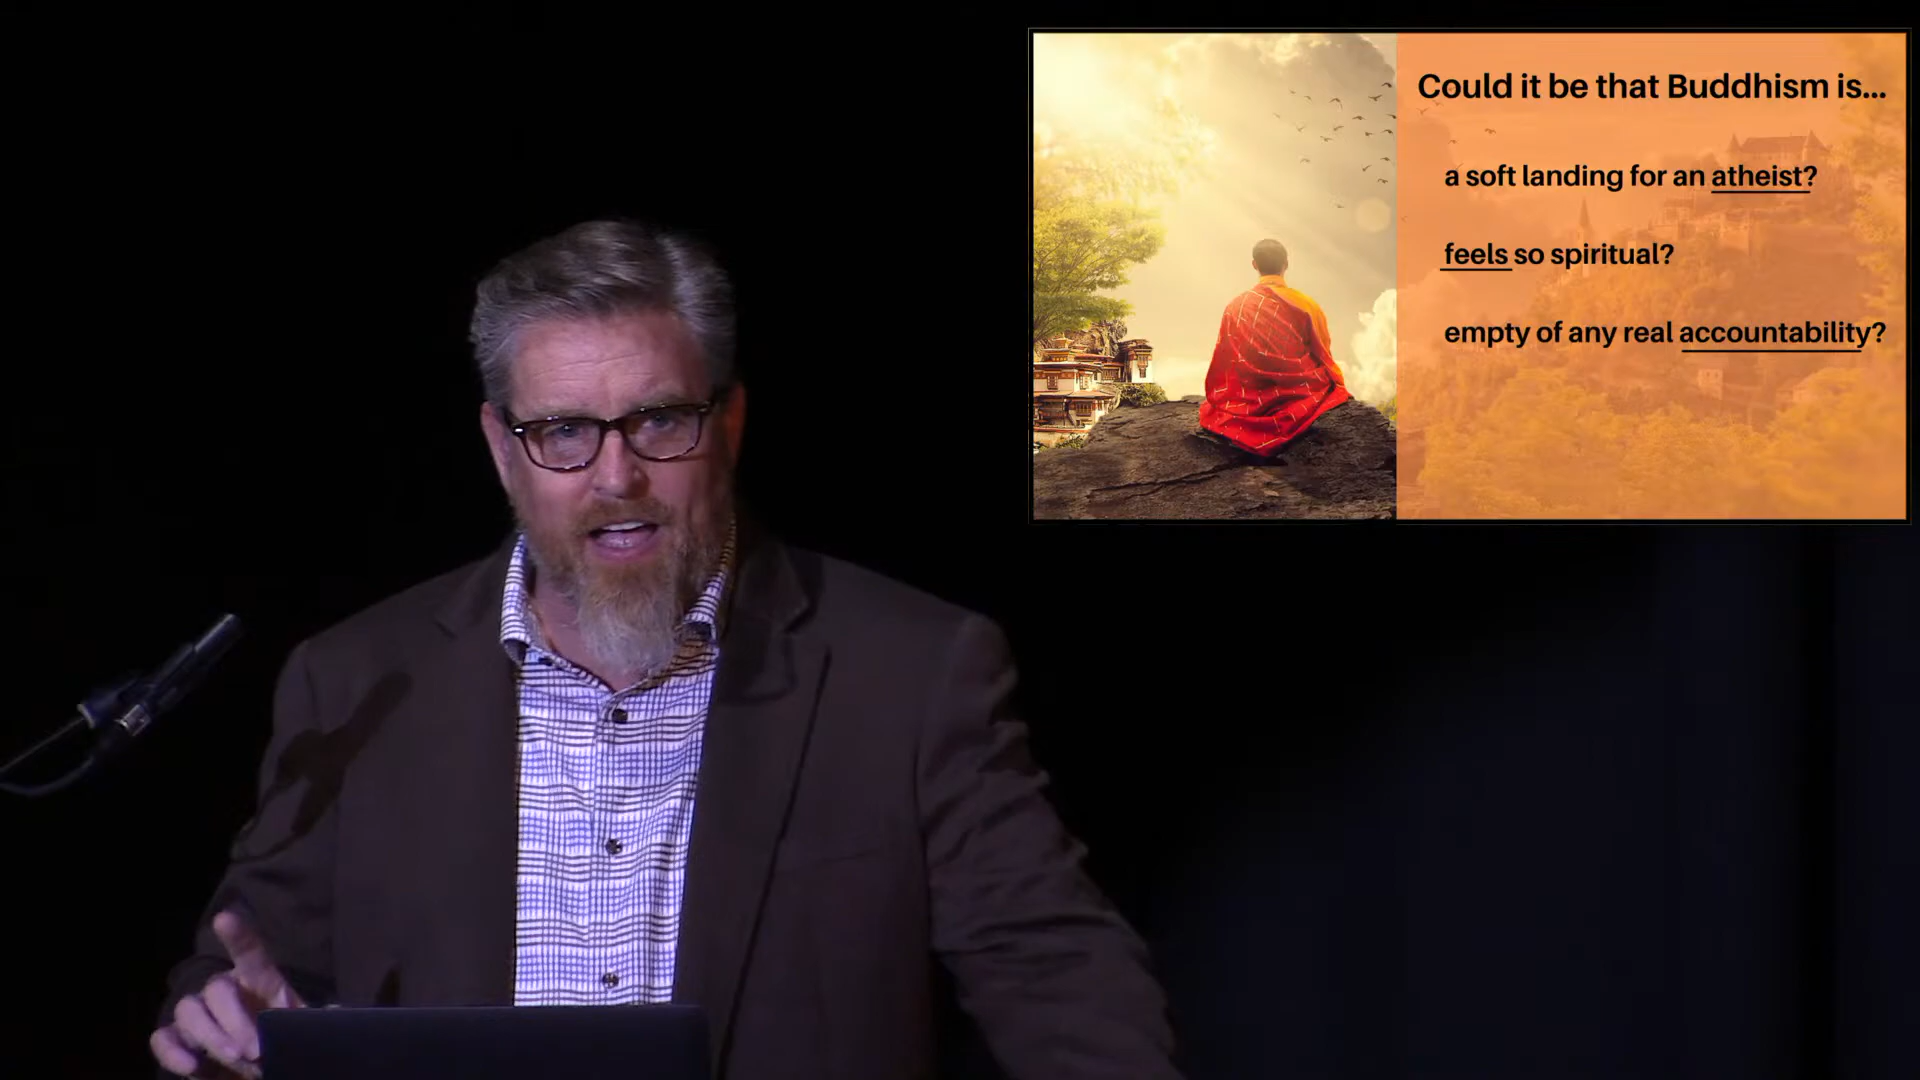 Could it be that Buddhism is...
a soft landing for an atheist?
feels so spiritual?
empty of any real accountability?